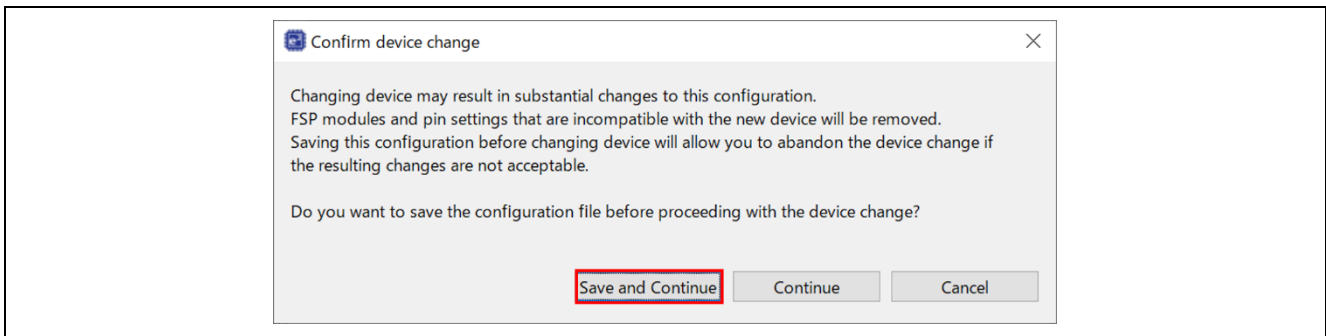 Confirm device change
Changing device may result in substantial changes to this configuration.
FSP modules and pin settings that are incompatible with the new device will be removed.
Saving this configuration before changing device will allow you to abandon the device change if
the resulting changes are not acceptable.
Do you want to save the configuration file before proceeding with the device change?
Save and Continue
Continue
Cancel